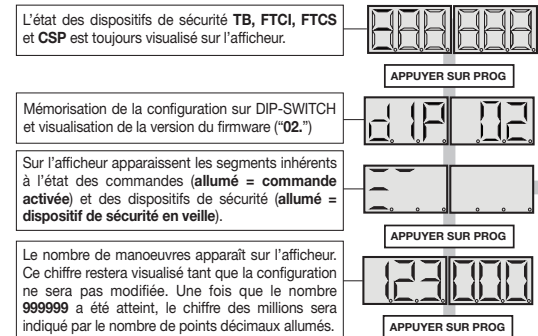 L'état des dispositifs de sécurité TB, FTCI, FTCS
et CSP est toujours visualisé sur l'afficheur.
APPUYER SUR PROG
Mémorisation de la configuration sur DIP-SWITCH
et visualisation de la version du firmware ("02.")
dIP 02
Sur l'afficheur apparaissent les segments inhérents
à l'état des commandes (allumé = commande
activée) et des dispositifs de sécurité (allumé =
dispositif de sécurité en veille).
APPUYER SUR PROG
Le nombre de manoeuvres apparaît sur l'afficheur.
Ce chiffre restera visualisé tant que la configuration
ne sera pas modifiée. Une fois que le nombre
999999 a été atteint, le chiffre des millions sera
indiqué par le nombre de points décimaux allumés.
123000
APPUYER SUR PROG